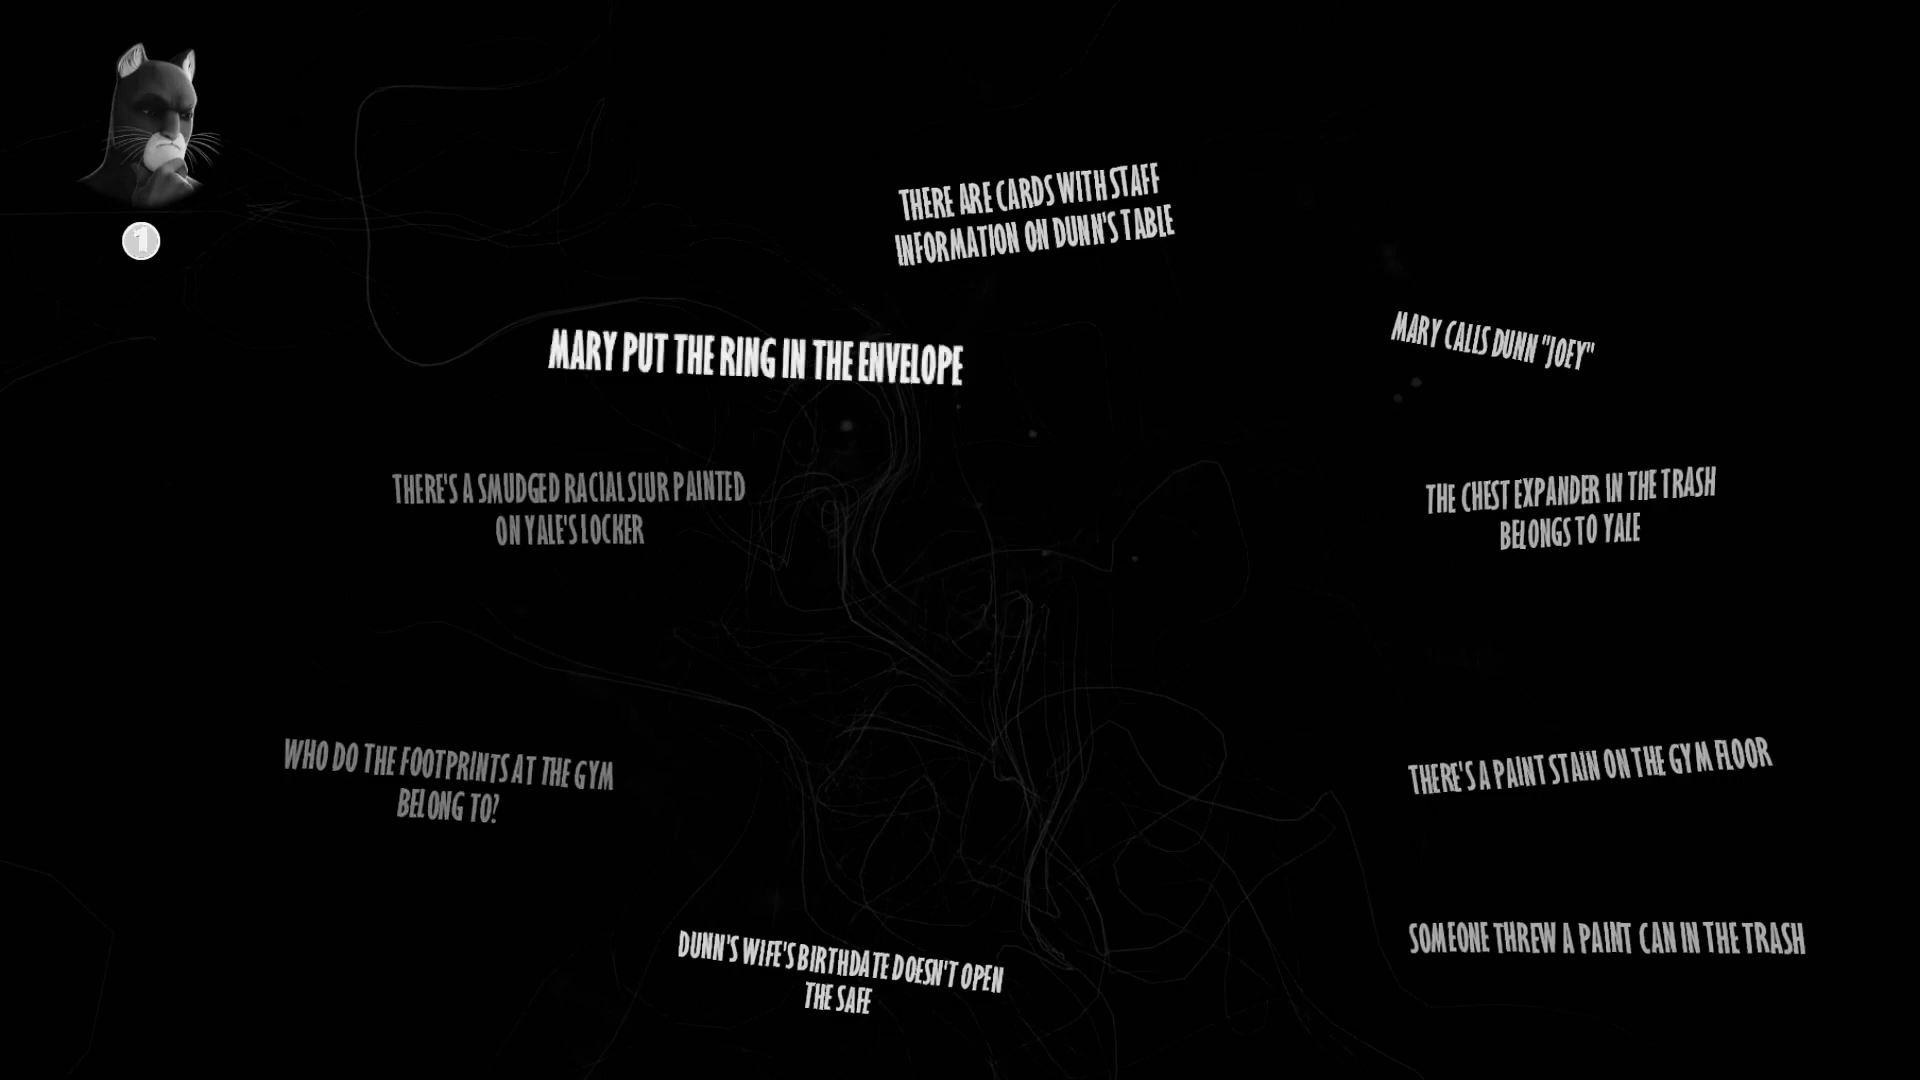 1
THERE ARE CARDS WITH STAFF
INFORMATION ON DUNN'S TABLE
MARY PUT THE RING IN THE ENVELOPE
MARY CALLS DUNN "JOEY"
THERE'S A SMUDGED RACIAL SLUR PAINTED
ON YALE'S LOCKER
THE CHEST EXPANDER IN THE TRASH
BELONGS TO YALE
WHO DO THE FOOTPRINTS AT THE GYM
BELONG TO?
THERE'S A PAINT STAIN ON THE GYM FLOOR
DUNN'S WIFE'S BIRTHDATE DOESN'T OPEN
THE SAFE
SOMEONE THREW A PAINT CAN IN THE TRASH